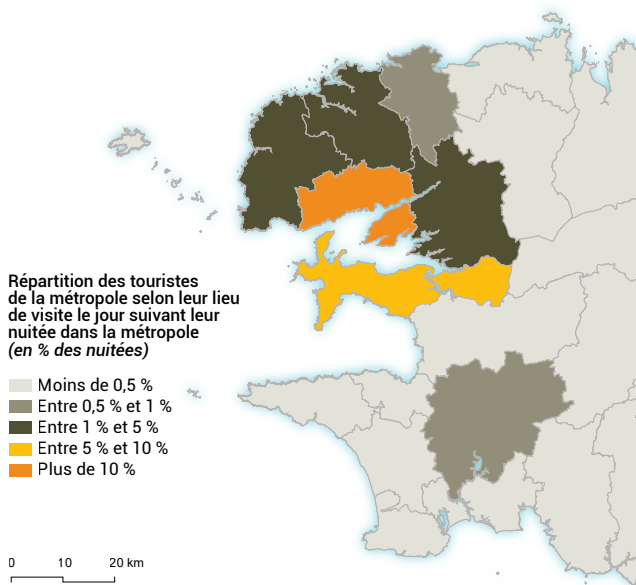 Répartition des touristes
de la métropole selon leur lieu
de visite le jour suivant leur
nuitée dans la métropole
(en % des nuitées)
Moins de 0,5 %
Entre 0,5 % et 1 %
Entre 1 % et 5 %
Entre 5 % et 10 %
Plus de 10 %
0 10 20 km